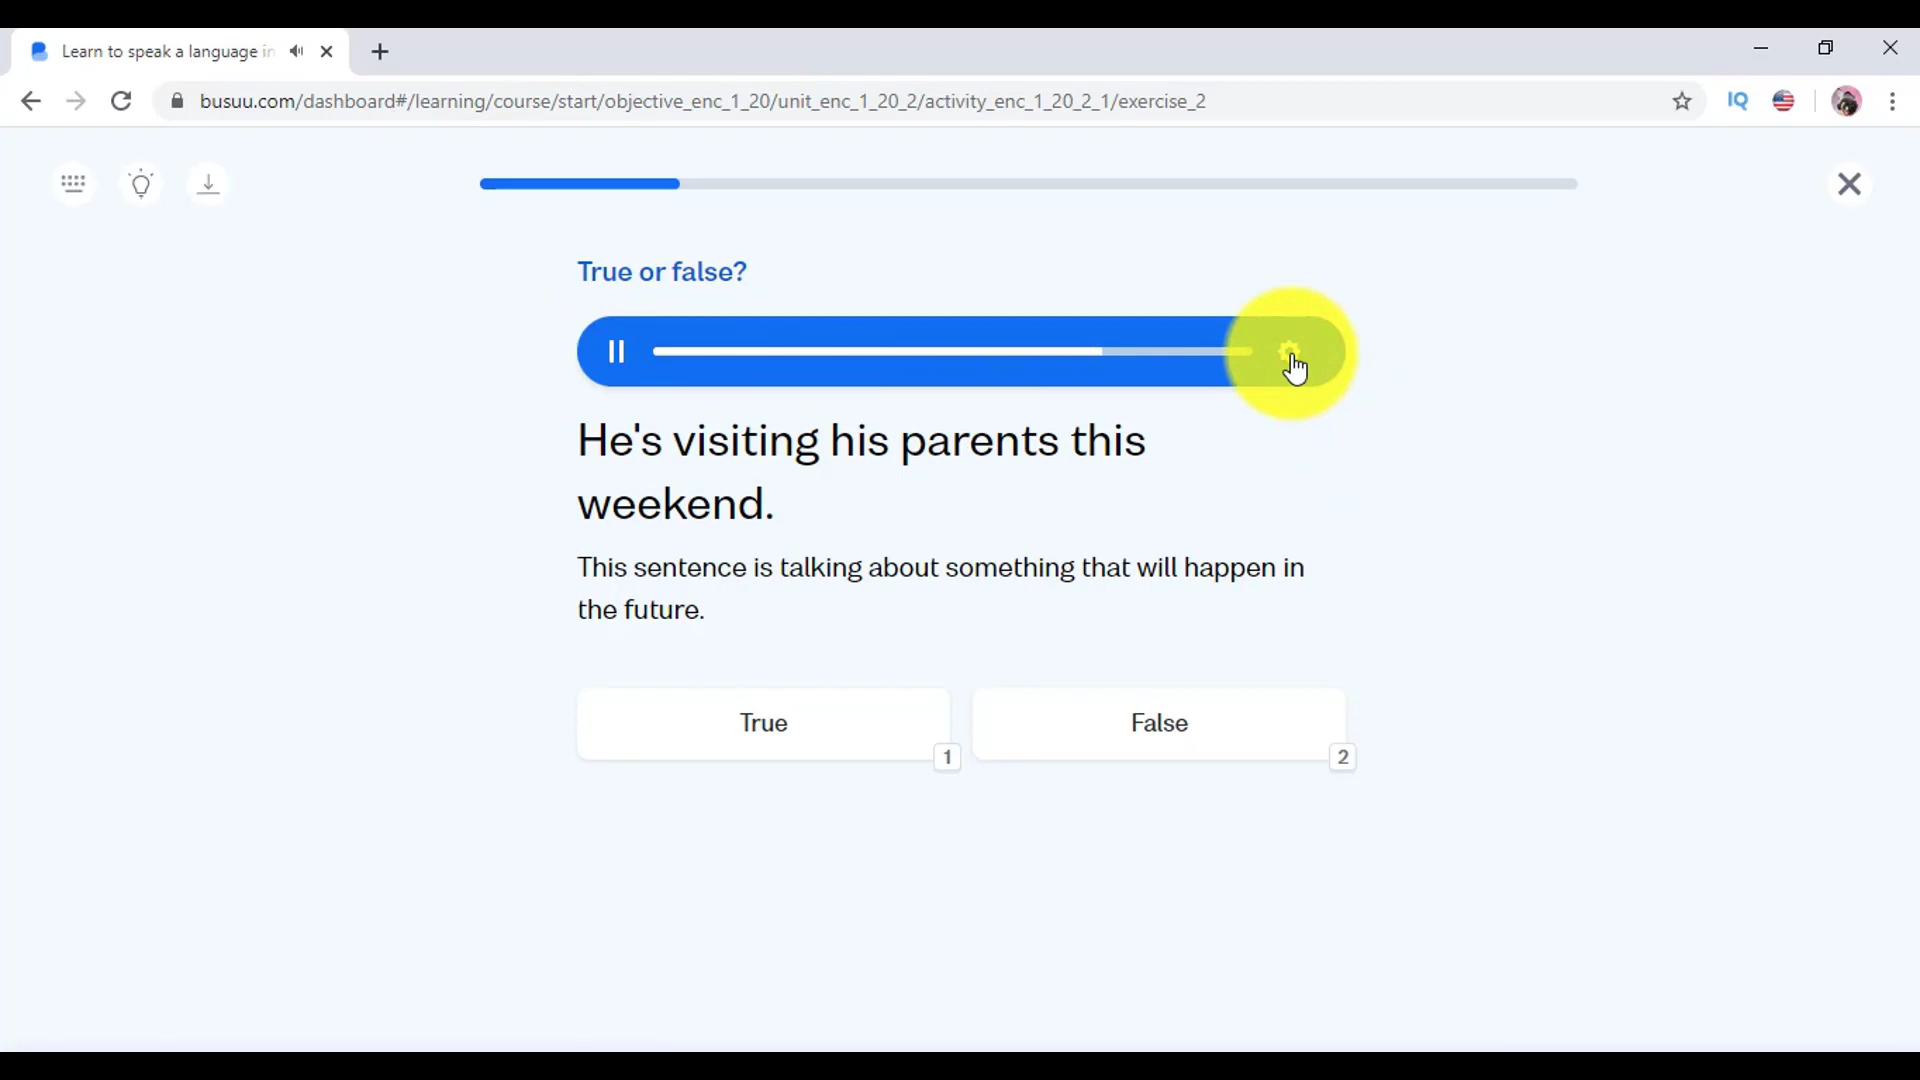 Learn to speak a language in
busuu.com/dashboard#/learning/course/start/objective_enc_1_20/unit_enc_1_20_2/activity_enc_1_20_2_1/exercise_2
IQ
True or false?
He's visiting his parents this
weekend.
This sentence is talking about something that will happen in
the future.
True
1
False
2